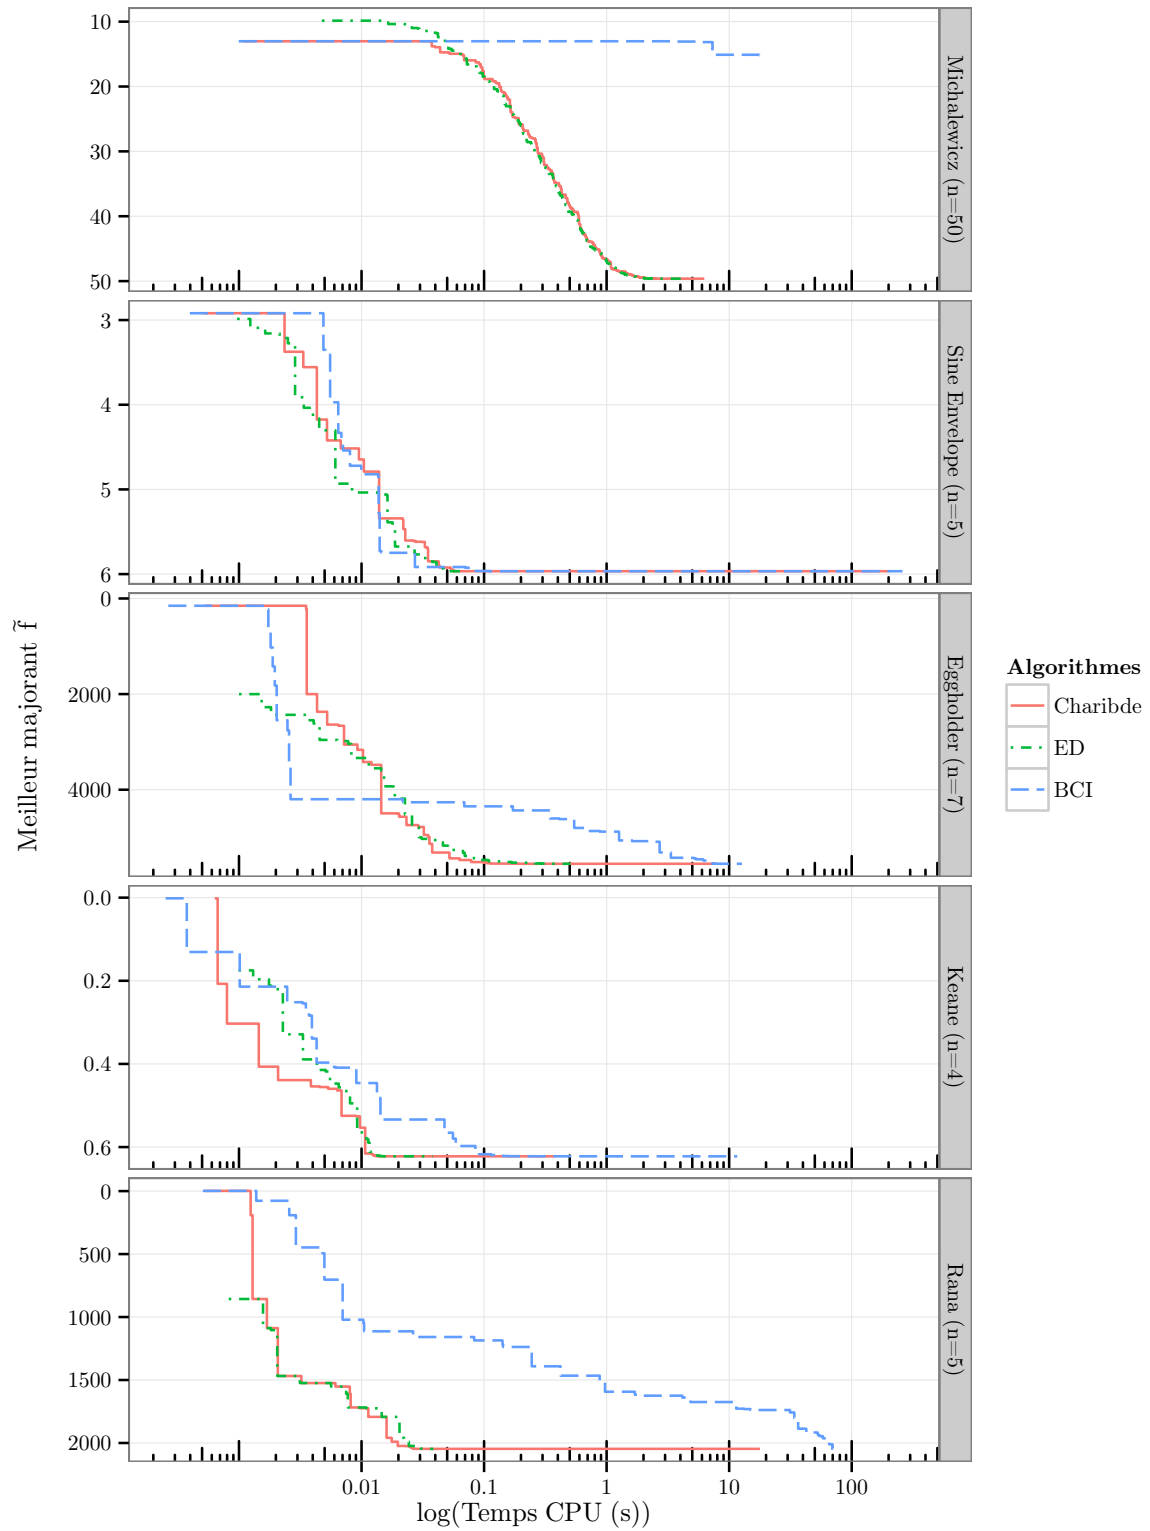 10
20
30
40
50
Michalewicz (n=50)
3
4
5
6
Sine Envelope (n=5)
0
2000
4000
Eggholder (n=7)
0.0
0.2
0.4
0.6
Keane (n=4)
0
500
1000
1500
2000
Rana (n=5)
0.01
0.1
1
10
100
log(Temps CPU (s))
Meilleur majorant f̃
Algorithmes
Charibde
ED
BCI